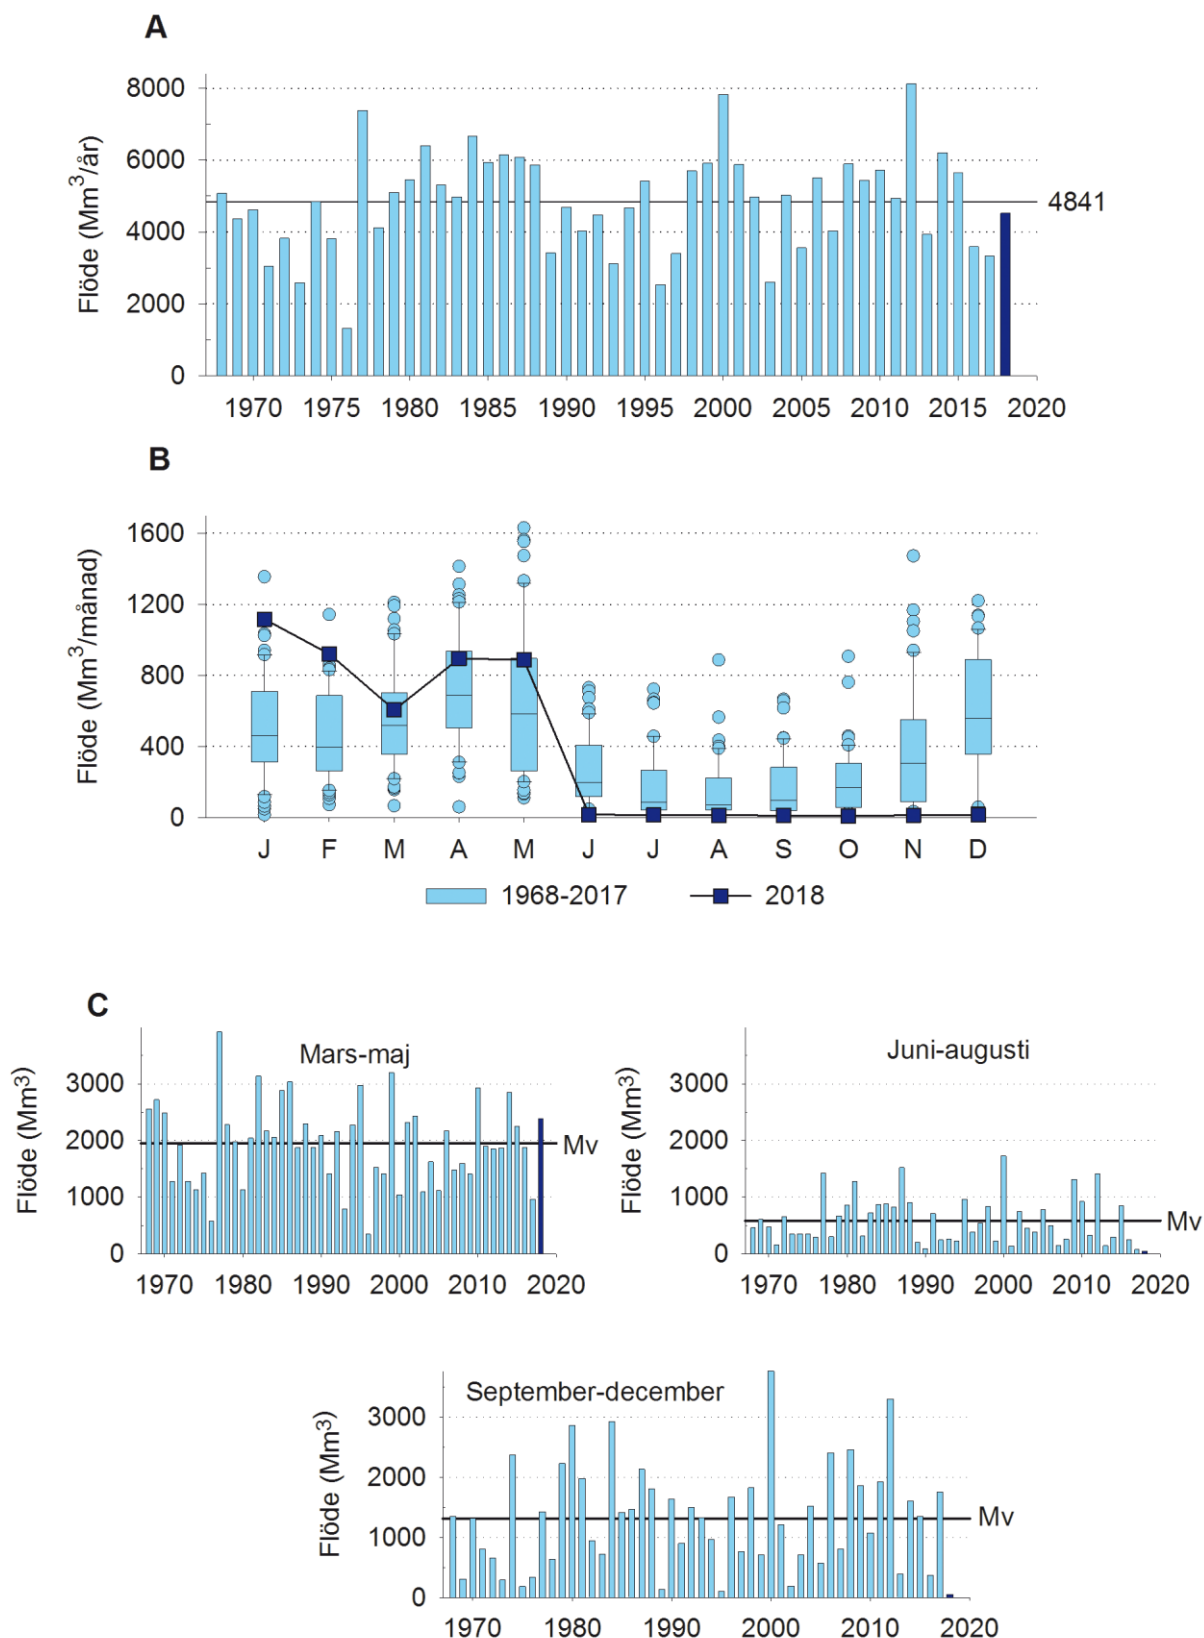 A
Flöde (Mm³/år)
8000
6000
4000
2000
0
4841
1970 1975 1980 1985 1990 1995 2000 2005 2010 2015 2020
B
Flöde (Mm³/månad)
1600
1200
800
400
0
J F M A M J J A S O N D
1968-2017 2018
C
Mars-maj
Flöde (Mm³)
3000
2000
1000
0
Mv
1970 1980 1990 2000 2010 2020
Juni-augusti
Flöde (Mm³)
3000
2000
1000
0
Mv
1970 1980 1990 2000 2010 2020
September-december
Flöde (Mm³)
3000
2000
1000
0
Mv
1970 1980 1990 2000 2010 2020